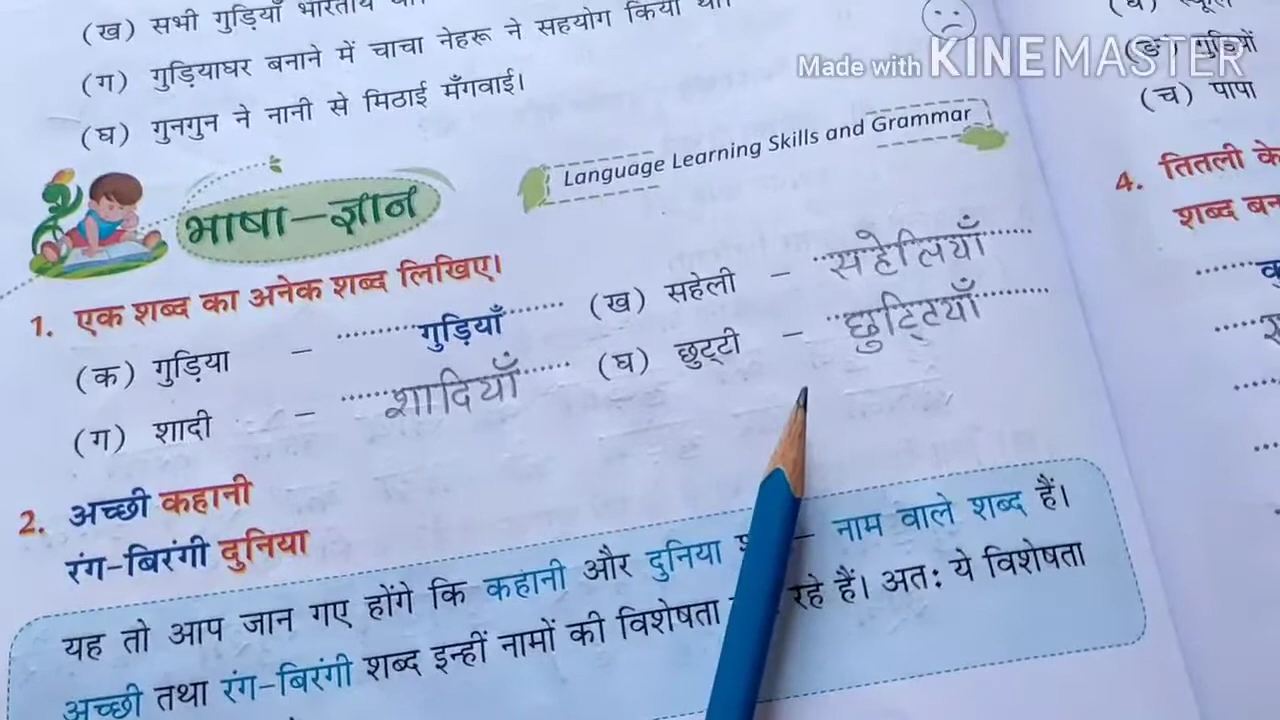 (ख) सभी गुड़ियाँ भारतीय थीं।
(ग) गुड़ियाघर बनाने में चाचा नेहरू ने सहयोग किया था।
(घ) गुनगुन ने नानी से मिठाई मँगवाई।
Made with KINEMASTER
भाषा-ज्ञान
Language Learning Skills and Grammar
1. एक शब्द का अनेक शब्द लिखिए।
(क) गुड़िया – गुड़ियाँ (ख) सहेली – सहेलियाँ
(ग) शादी – शादियाँ (घ) छुट्टी – छुट्टियाँ
2. अच्छी कहानी
रंग-बिरंगी दुनिया
यह तो आप जान गए होंगे कि कहानी और दुनिया – नाम वाले शब्द हैं।
अच्छी तथा रंग-बिरंगी शब्द इन्हीं नामों की विशेषता रहे हैं। अतः ये विशेषता
(ङ) गुड़ियों
(च) पापा
4. तितली के
शब्द बन